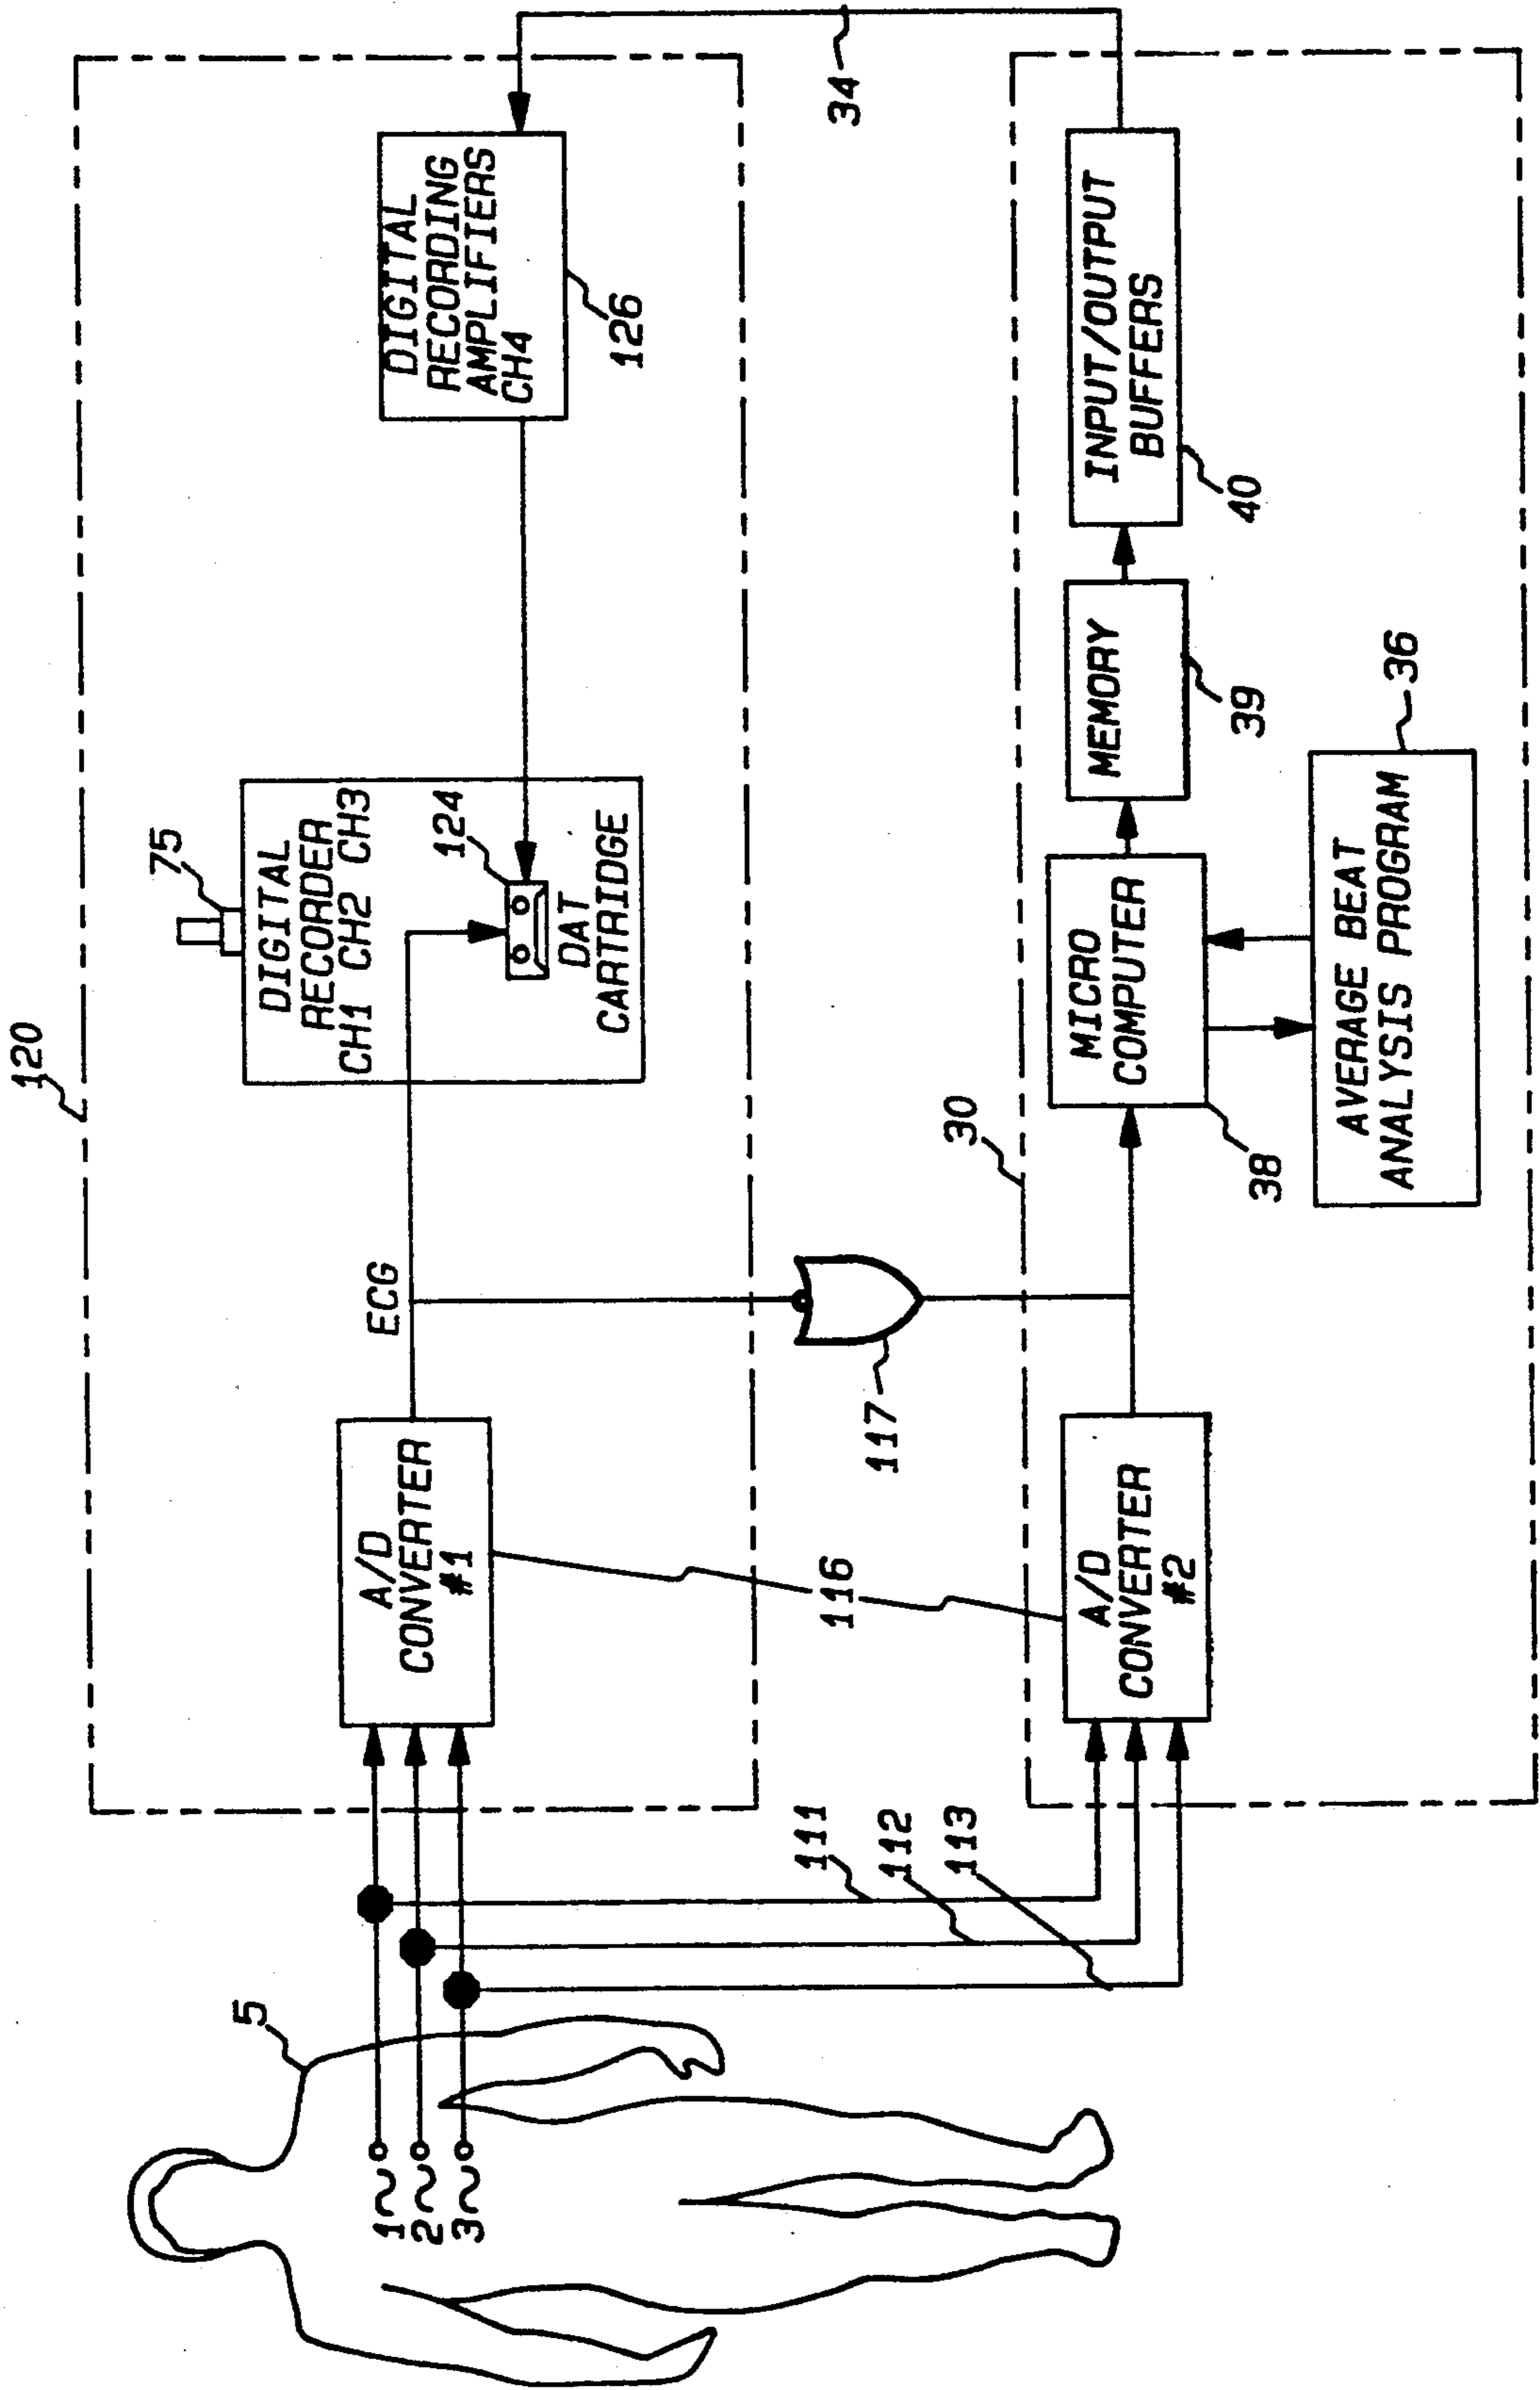 120
75
DIGITAL
RECORDER
CH1 CH2 CH3
124
DAT
CARTRIDGE
DIGITAL
RECORDING
AMPLIFIERS
CH4
126
34
ECG
A/D
CONVERTER
#1
116
117
5
1
2
3
111
112
113
30
A/D
CONVERTER
#2
MICRO
COMPUTER
38
MEMORY
39
INPUT/OUTPUT
BUFFERS
40
AVERAGE BEAT
ANALYSIS PROGRAM
36